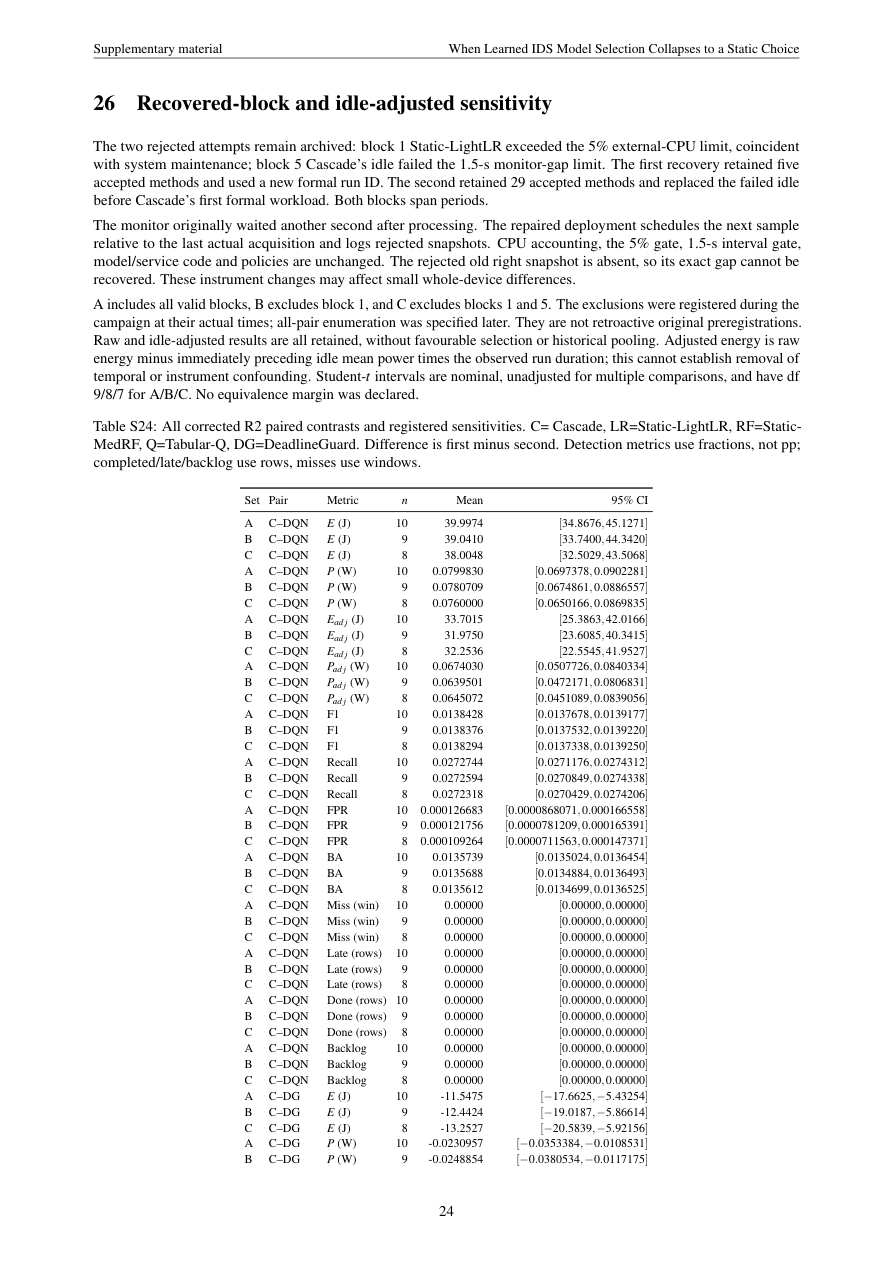 Supplementary material When Learned IDS Model Selection Collapses to a Static Choice
26 Recovered-block and idle-adjusted sensitivity
The two rejected attempts remain archived: block 1 Static-LightLR exceeded the 5% external-CPU limit, coincident
with system maintenance; block 5 Cascade's idle failed the 1.5-s monitor-gap limit. The first recovery retained five
accepted methods and used a new formal run ID. The second retained 29 accepted methods and replaced the failed idle
before Cascade's first formal workload. Both blocks span periods.
The monitor originally waited another second after processing. The repaired deployment schedules the next sample
relative to the last actual acquisition and logs rejected snapshots. CPU accounting, the 5% gate, 1.5-s interval gate,
model/service code and policies are unchanged. The rejected old right snapshot is absent, so its exact gap cannot be
recovered. These instrument changes may affect small whole-device differences.
A includes all valid blocks, B excludes block 1, and C excludes blocks 1 and 5. The exclusions were registered during the
campaign at their actual times; all-pair enumeration was specified later. They are not retroactive original preregistrations.
Raw and idle-adjusted results are all retained, without favourable selection or historical pooling. Adjusted energy is raw
energy minus immediately preceding idle mean power times the observed run duration; this cannot establish removal of
temporal or instrument confounding. Student-t intervals are nominal, unadjusted for multiple comparisons, and have df
9/8/7 for A/B/C. No equivalence margin was declared.
Table S24: All corrected R2 paired contrasts and registered sensitivities. C= Cascade, LR=Static-LightLR, RF=Static-
MedRF, Q=Tabular-Q, DG=DeadlineGuard. Difference is first minus second. Detection metrics use fractions, not pp;
completed/late/backlog use rows, misses use windows.
Set Pair Metric n Mean 95% CI
A C–DQN E (J) 10 39.9974 [34.8676,45.1271]
B C–DQN E (J) 9 39.0410 [33.7400,44.3420]
C C–DQN E (J) 8 38.0048 [32.5029,43.5068]
A C–DQN P (W) 10 0.0799830 [0.0697378,0.0902281]
B C–DQN P (W) 9 0.0780709 [0.0674861,0.0886557]
C C–DQN P (W) 8 0.0760000 [0.0650166,0.0869835]
A C–DQN Eadj (J) 10 33.7015 [25.3863,42.0166]
B C–DQN Eadj (J) 9 31.9750 [23.6085,40.3415]
C C–DQN Eadj (J) 8 32.2536 [22.5545,41.9527]
A C–DQN Padj (W) 10 0.0674030 [0.0507726,0.0840334]
B C–DQN Padj (W) 9 0.0639501 [0.0472171,0.0806831]
C C–DQN Padj (W) 8 0.0645072 [0.0451089,0.0839056]
A C–DQN F1 10 0.0138428 [0.0137678,0.0139177]
B C–DQN F1 9 0.0138376 [0.0137532,0.0139220]
C C–DQN F1 8 0.0138294 [0.0137338,0.0139250]
A C–DQN Recall 10 0.0272744 [0.0271176,0.0274312]
B C–DQN Recall 9 0.0272594 [0.0270849,0.0274338]
C C–DQN Recall 8 0.0272318 [0.0270429,0.0274206]
A C–DQN FPR 10 0.000126683 [0.0000868071,0.000166558]
B C–DQN FPR 9 0.000121756 [0.0000781209,0.000165391]
C C–DQN FPR 8 0.000109264 [0.0000711563,0.000147371]
A C–DQN BA 10 0.0135739 [0.0135024,0.0136454]
B C–DQN BA 9 0.0135688 [0.0134884,0.0136493]
C C–DQN BA 8 0.0135612 [0.0134699,0.0136525]
A C–DQN Miss (win) 10 0.00000 [0.00000,0.00000]
B C–DQN Miss (win) 9 0.00000 [0.00000,0.00000]
C C–DQN Miss (win) 8 0.00000 [0.00000,0.00000]
A C–DQN Late (rows) 10 0.00000 [0.00000,0.00000]
B C–DQN Late (rows) 9 0.00000 [0.00000,0.00000]
C C–DQN Late (rows) 8 0.00000 [0.00000,0.00000]
A C–DQN Done (rows) 10 0.00000 [0.00000,0.00000]
B C–DQN Done (rows) 9 0.00000 [0.00000,0.00000]
C C–DQN Done (rows) 8 0.00000 [0.00000,0.00000]
A C–DQN Backlog 10 0.00000 [0.00000,0.00000]
B C–DQN Backlog 9 0.00000 [0.00000,0.00000]
C C–DQN Backlog 8 0.00000 [0.00000,0.00000]
A C–DG E (J) 10 -11.5475 [−17.6625,−5.43254]
B C–DG E (J) 9 -12.4424 [−19.0187,−5.86614]
C C–DG E (J) 8 -13.2527 [−20.5839,−5.92156]
A C–DG P (W) 10 -0.0230957 [−0.0353384,−0.0108531]
B C–DG P (W) 9 -0.0248854 [−0.0380534,−0.0117175]
24